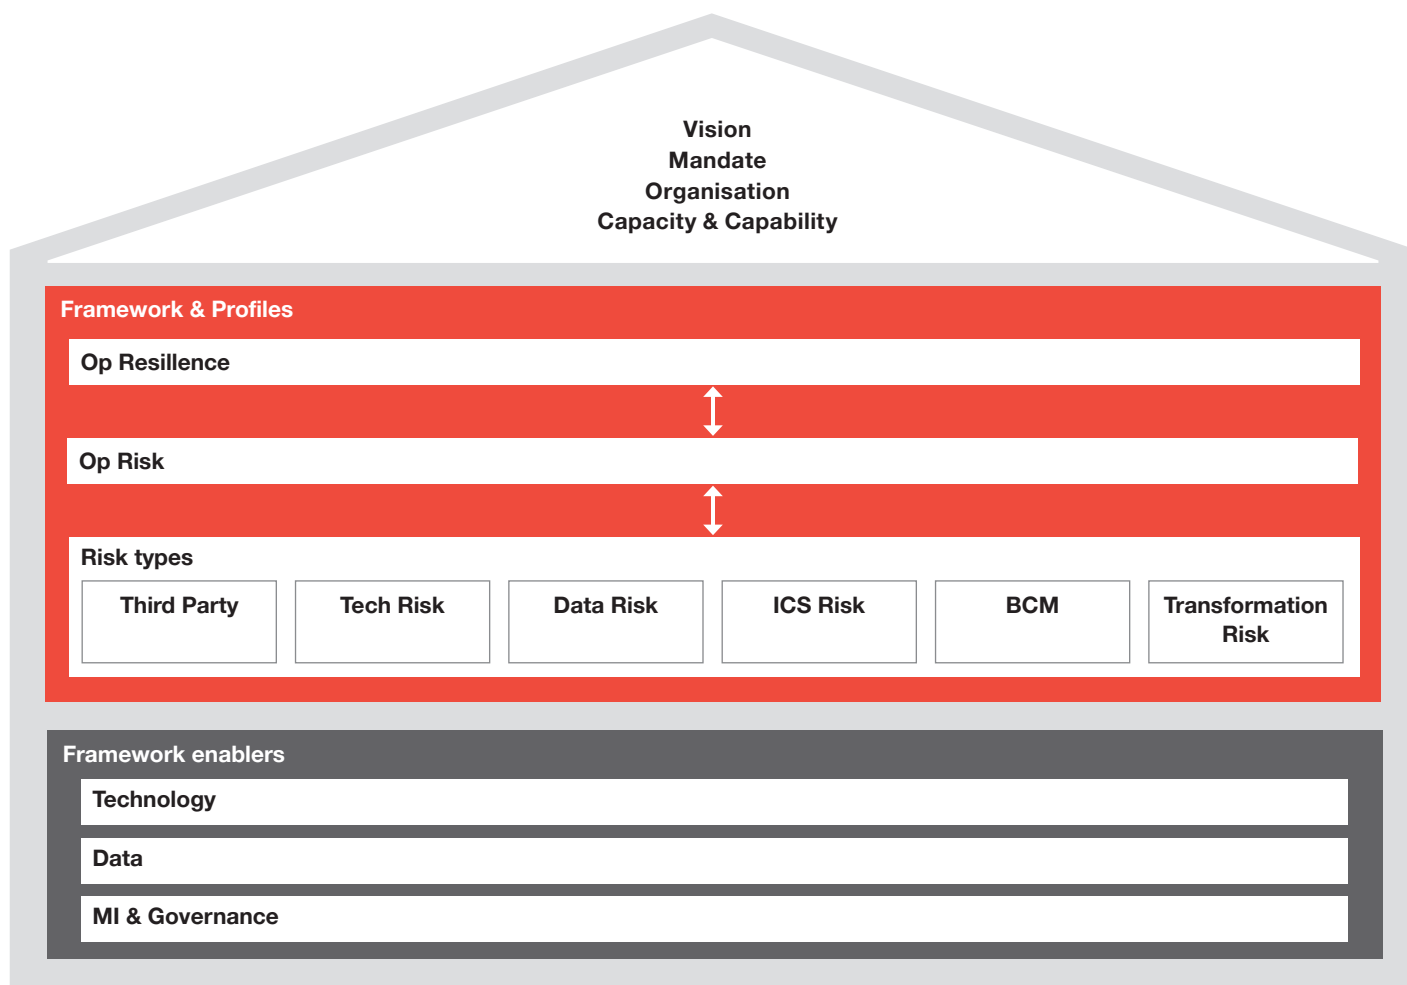 Vision
Mandate
Organisation
Capacity & Capability
Framework & Profiles
Op Resillence
Op Risk
Risk types
Third Party
Tech Risk
Data Risk
ICS Risk
BCM
Transformation
Risk
Framework enablers
Technology
Data
MI & Governance